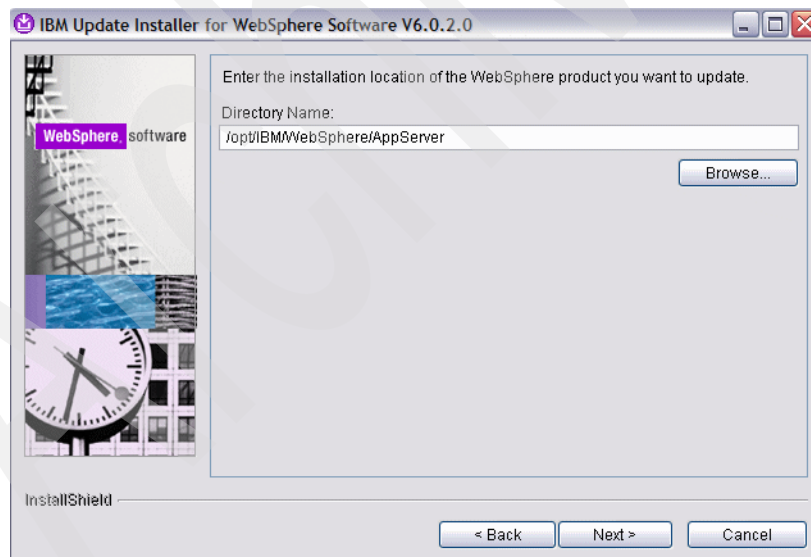 IBM Update Installer for WebSphere Software V6.0.2.0
Enter the installation location of the WebSphere product you want to update.
Directory Name:
/opt/IBM/WebSphere/AppServer
WebSphere. software
Browse...
InstallShield
< Back
Next >
Cancel